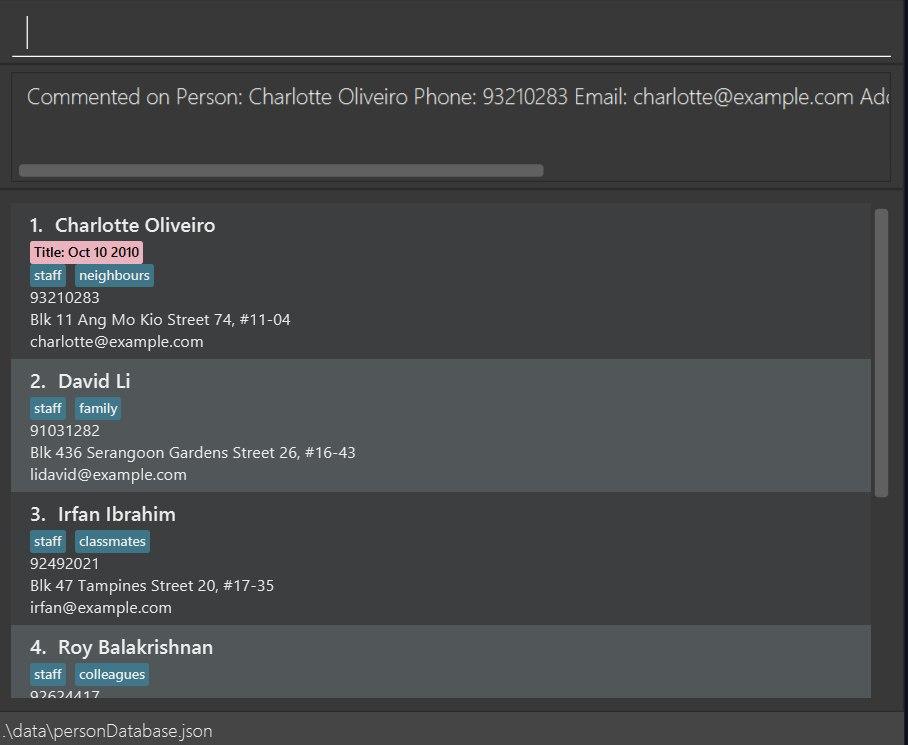 Commented on Person: Charlotte Oliveiro Phone: 93210283 Email: charlotte@example.com
1. Charlotte Oliveiro
Title: Oct 10 2010
staff neighbours
93210283
Blk 11 Ang Mo Kio Street 74, #11-04
charlotte@example.com
2. David Li
staff family
91031282
Blk 436 Serangoon Gardens Street 26, #16-43
lidavid@example.com
3. Irfan Ibrahim
staff classmates
92492021
Blk 47 Tampines Street 20, #17-35
irfan@example.com
4. Roy Balakrishnan
staff colleagues
92624417
.\data\personDatabase.json